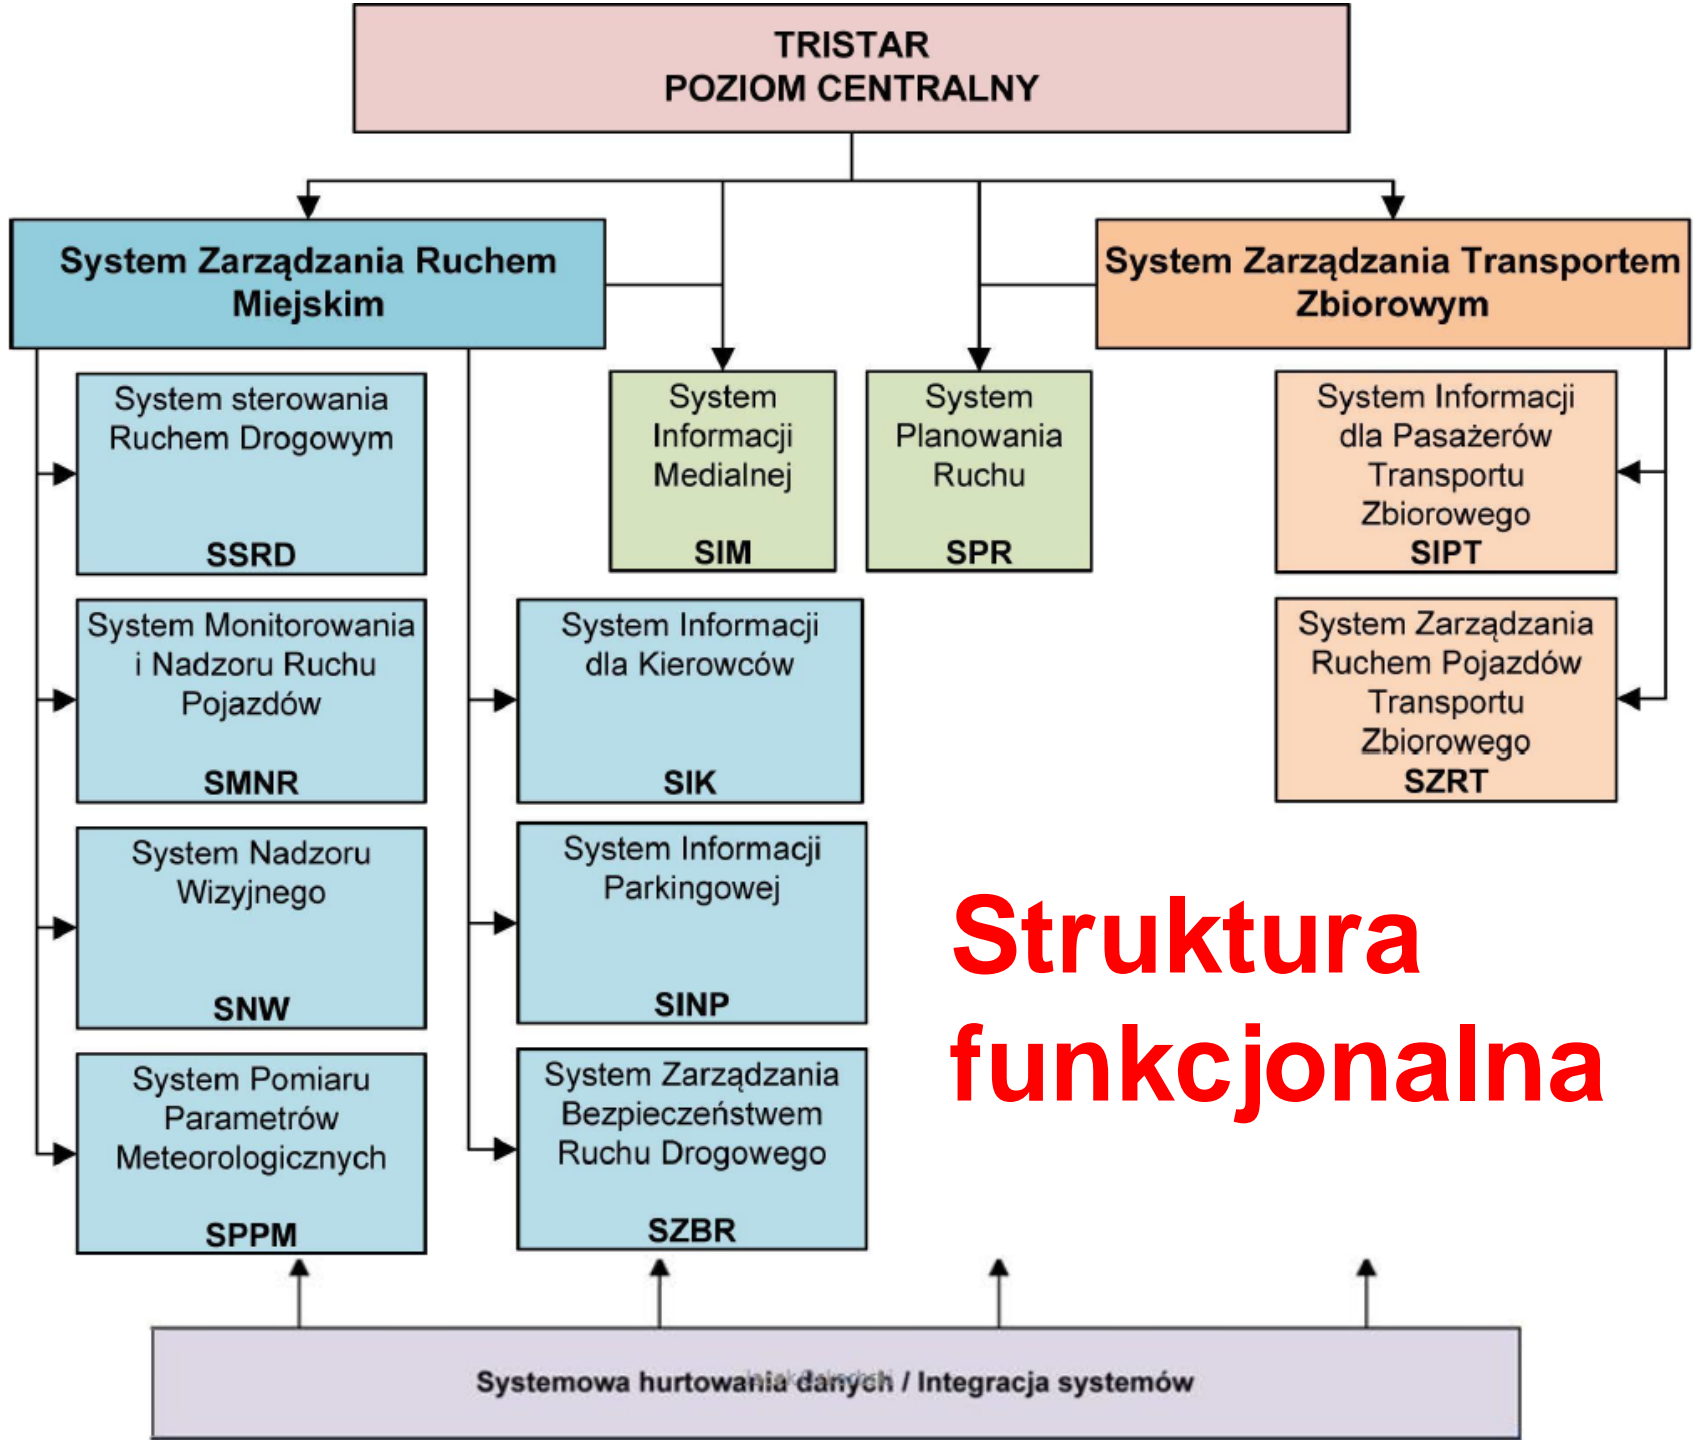 TRISTAR
POZIOM CENTRALNY
System Zarządzania Ruchem
Miejskim
System Zarządzania Transportem
Zbiorowym
System sterowania
Ruchem Drogowym
SSRD
System
Informacji
Medialnej
SIM
System
Planowania
Ruchu
SPR
System Informacji
dla Pasażerów
Transportu
Zbiorowego
SIPT
System Monitorowania
i Nadzoru Ruchu
Pojazdów
SMNR
System Informacji
dla Kierowców
SIK
System Zarządzania
Ruchem Pojazdów
Transportu
Zbiorowego
SZRT
System Nadzoru
Wizyjnego
SNW
System Informacji
Parkingowej
SINP
Struktura
funkcjonalna
System Pomiaru
Parametrów
Meteorologicznych
SPPM
System Zarządzania
Bezpieczeństwem
Ruchu Drogowego
SZBR
Systemowa hurtowania danych / Integracja systemów